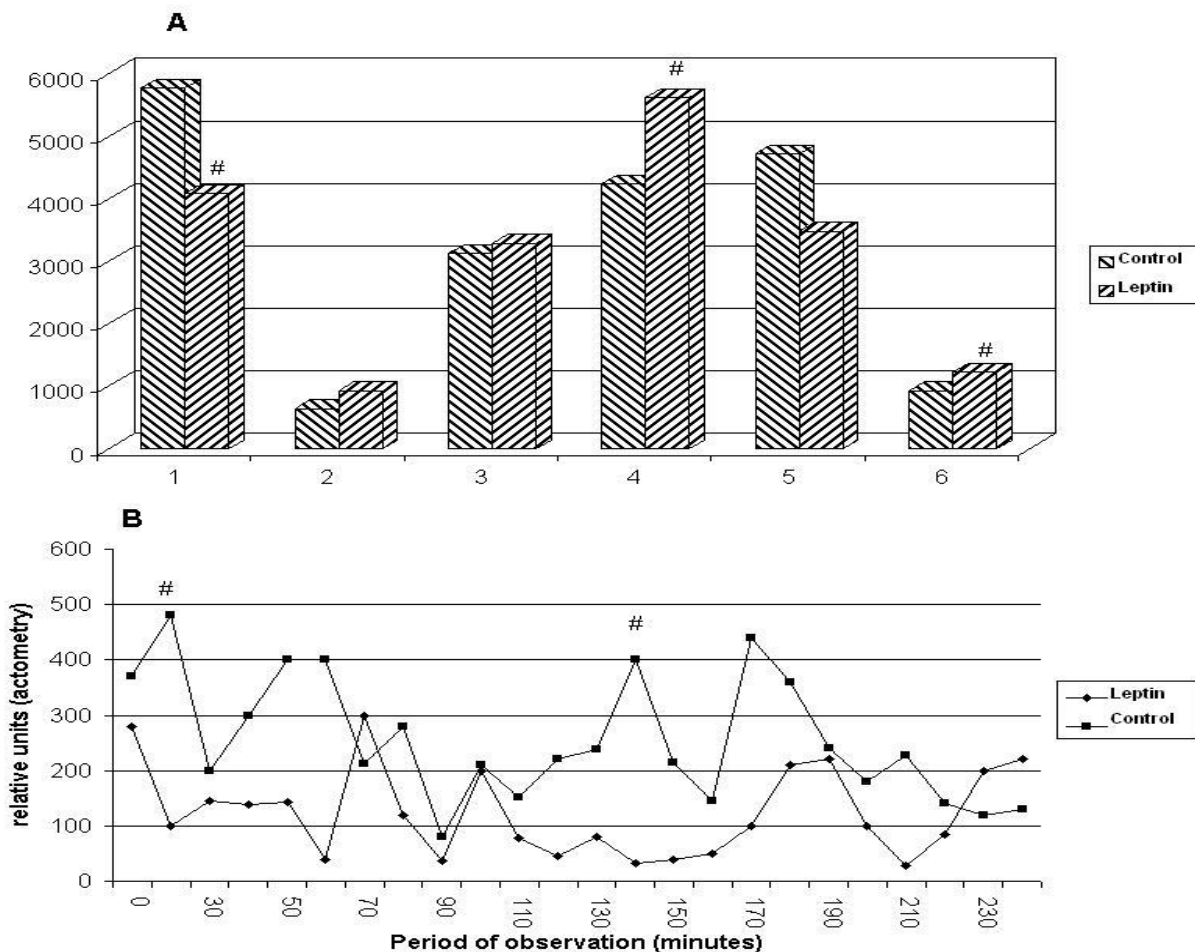 A
6000
5000
4000
3000
2000
1000
0
#
#
#
1 2 3 4 5 6
Control
Leptin
B
relative units (actometry)
600
500
400
300
200
100
0
#
#
0 30 50 70 90 110 130 150 170 190 210 230
Period of observation (minutes)
Leptin
Control